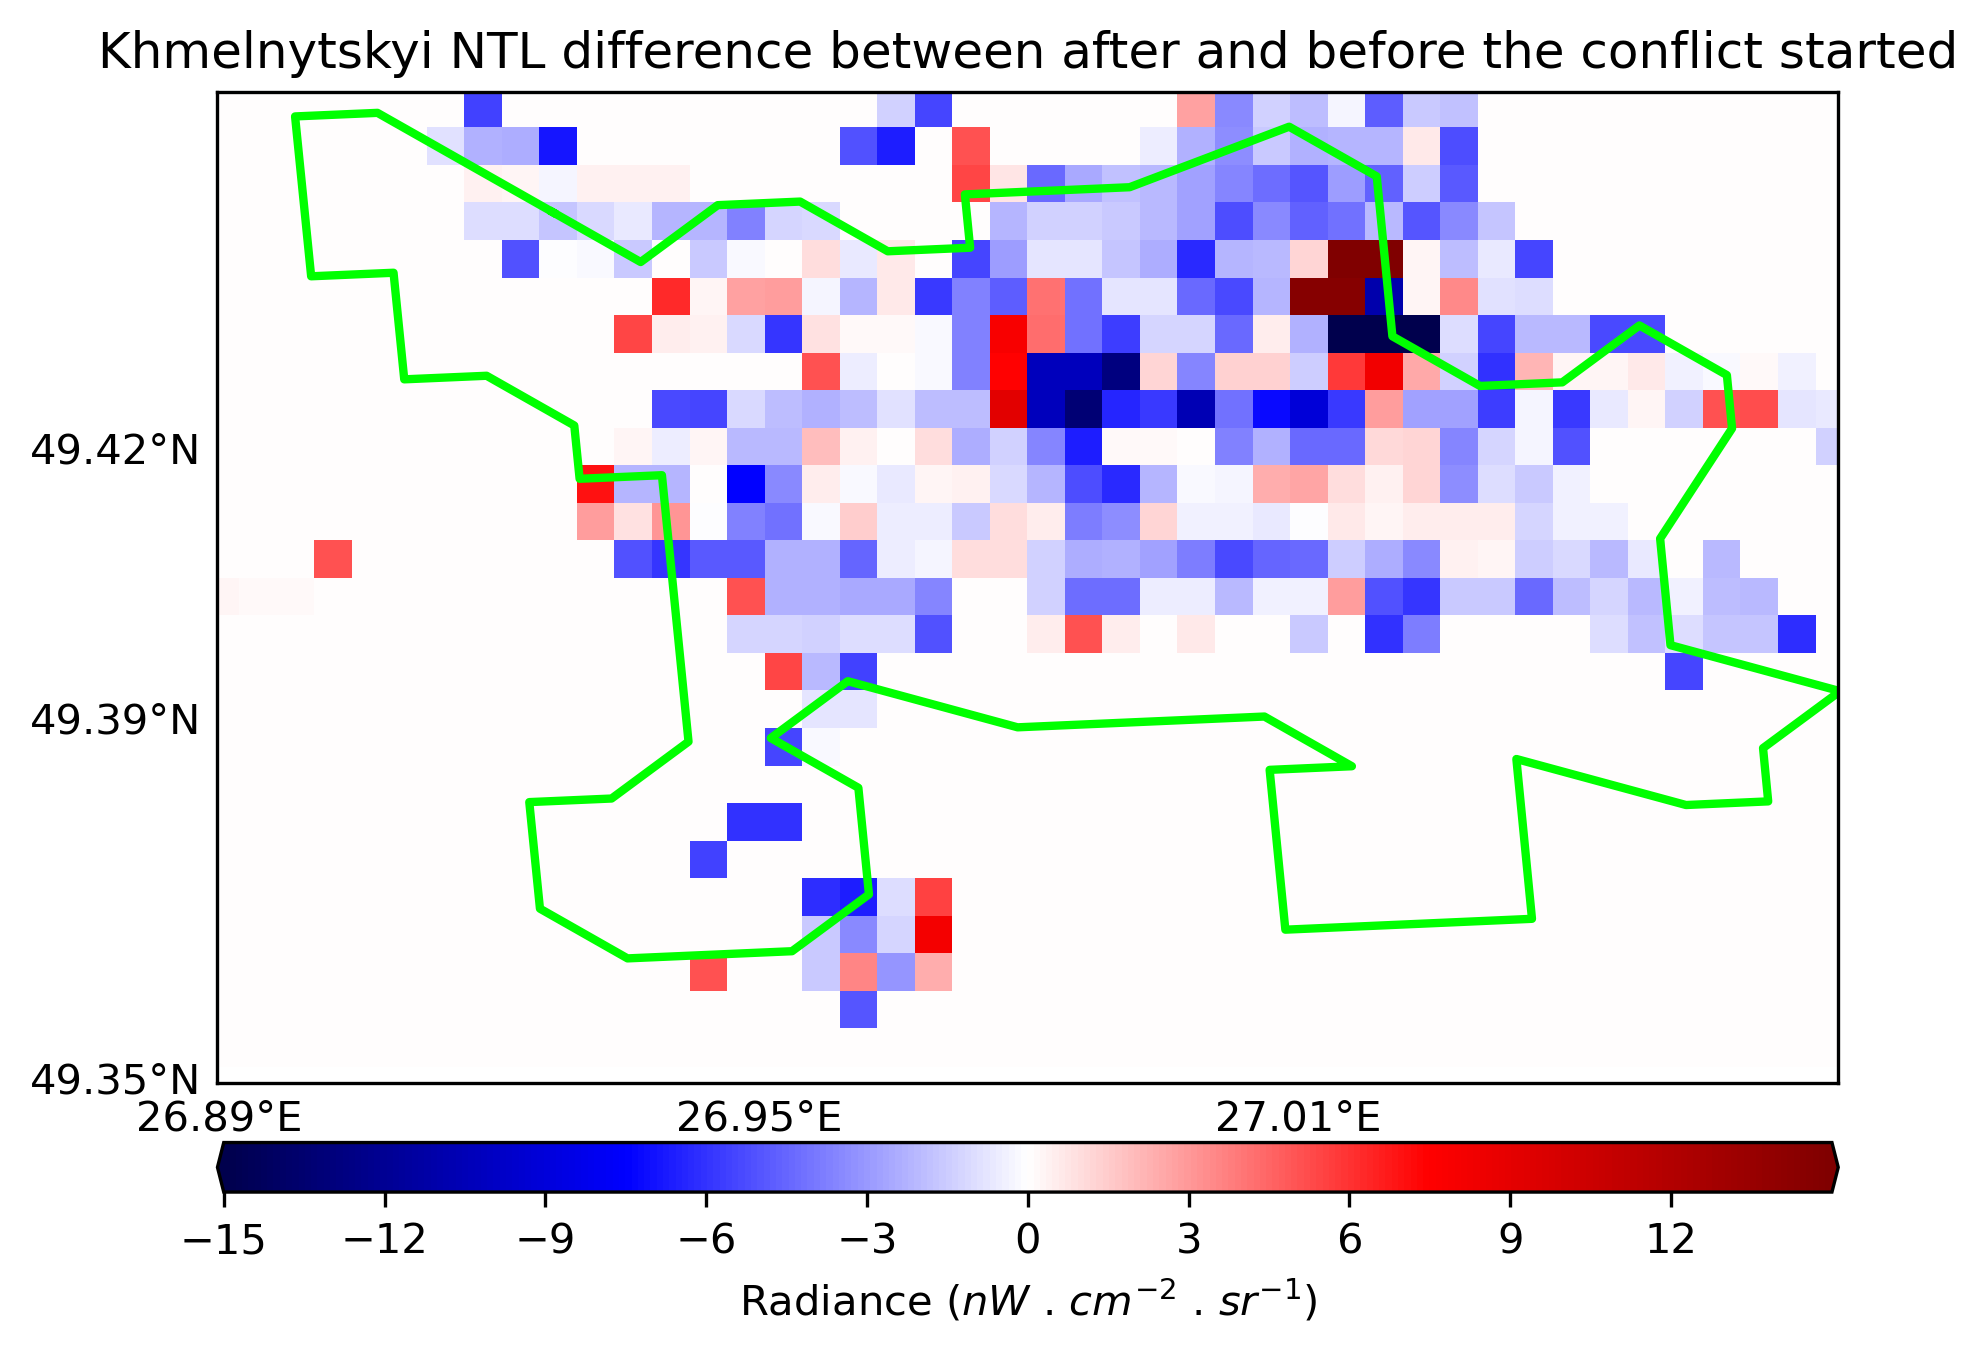 Khmelnytskyi NTL difference between after and before the conflict started
49.42°N
49.39°N
49.35°N
26.89°E 26.95°E 27.01°E
−15 −12 −9 −6 −3 0 3 6 9 12
Radiance (nW . cm⁻² . sr⁻¹)